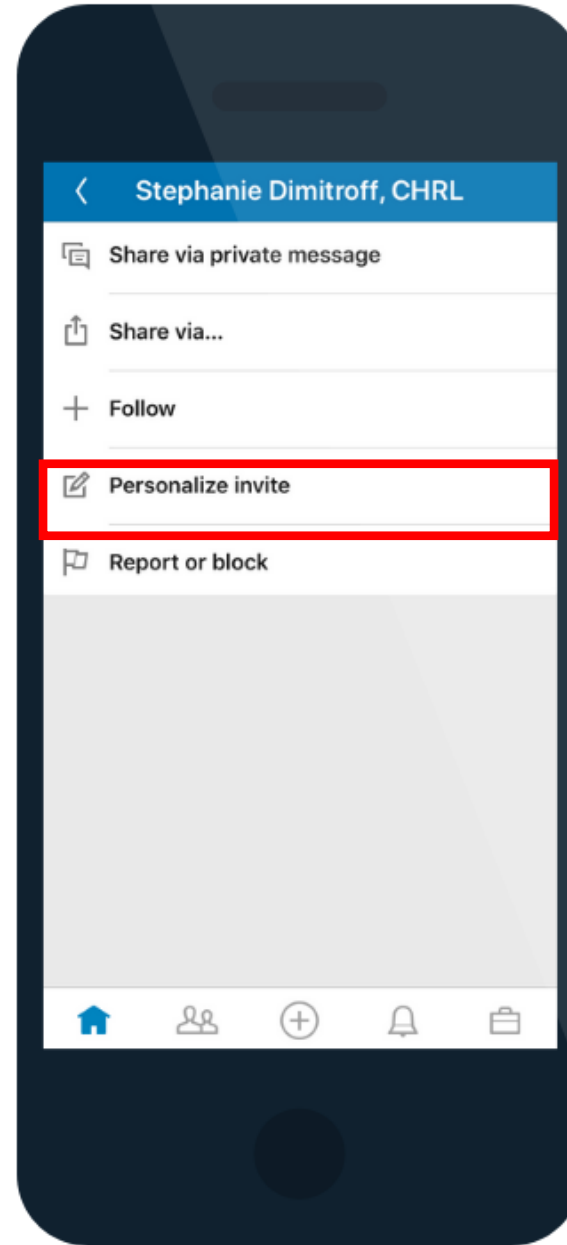 Stephanie Dimitroff, CHRL
Share via private message
Share via...
Follow
Personalize invite
Report or block